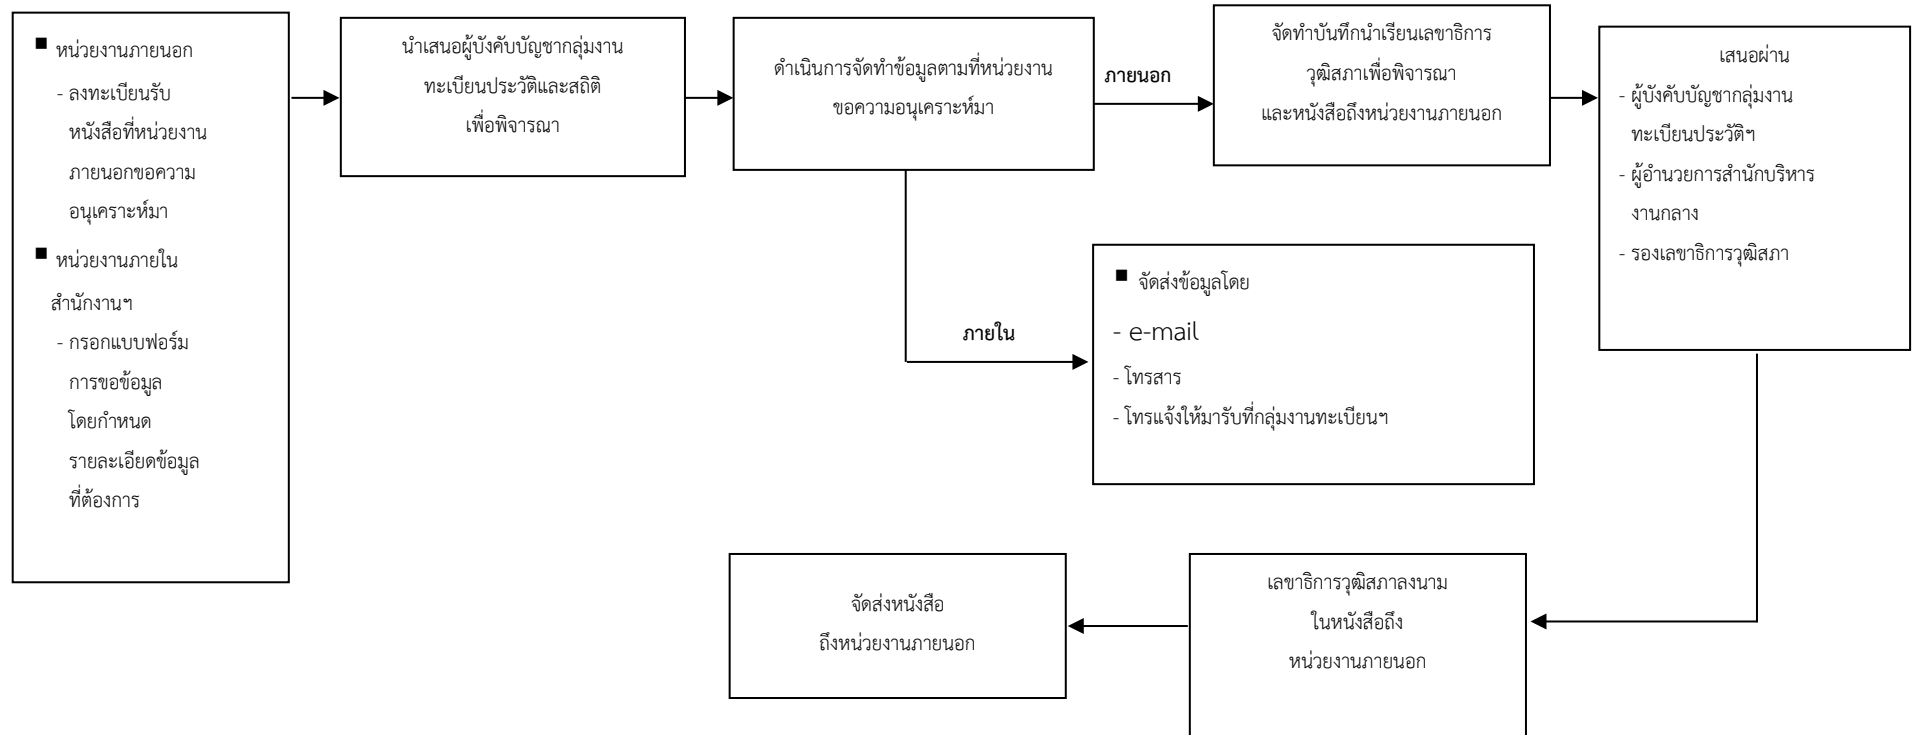 ■ หน่วยงานภายนอก
- ลงทะเบียนรับ
หนังสือที่หน่วยงาน
ภายนอกขอความ
อนุเคราะห์มา
■ หน่วยงานภายใน
สำนักงานฯ
- กรอกแบบฟอร์ม
การขอข้อมูล
โดยกำหนด
รายละเอียดข้อมูล
ที่ต้องการ
นำเสนอผู้บังคับบัญชากลุ่มงาน
ทะเบียนประวัติและสถิติ
เพื่อพิจารณา
ดำเนินการจัดทำข้อมูลตามที่หน่วยงาน
ขอความอนุเคราะห์มา
ภายนอก
จัดทำบันทึกนำเรียนเลขาธิการ
วุฒิสภาเพื่อพิจารณา
และหนังสือถึงหน่วยงานภายนอก
เสนอผ่าน
- ผู้บังคับบัญชากลุ่มงาน
ทะเบียนประวัติฯ
- ผู้อำนวยการสำนักบริหาร
งานกลาง
- รองเลขาธิการวุฒิสภา
ภายใน
■ จัดส่งข้อมูลโดย
- e-mail
- โทรสาร
- โทรแจ้งให้มารับที่กลุ่มงานทะเบียนฯ
เลขาธิการวุฒิสภาลงนาม
ในหนังสือถึง
หน่วยงานภายนอก
จัดส่งหนังสือ
ถึงหน่วยงานภายนอก